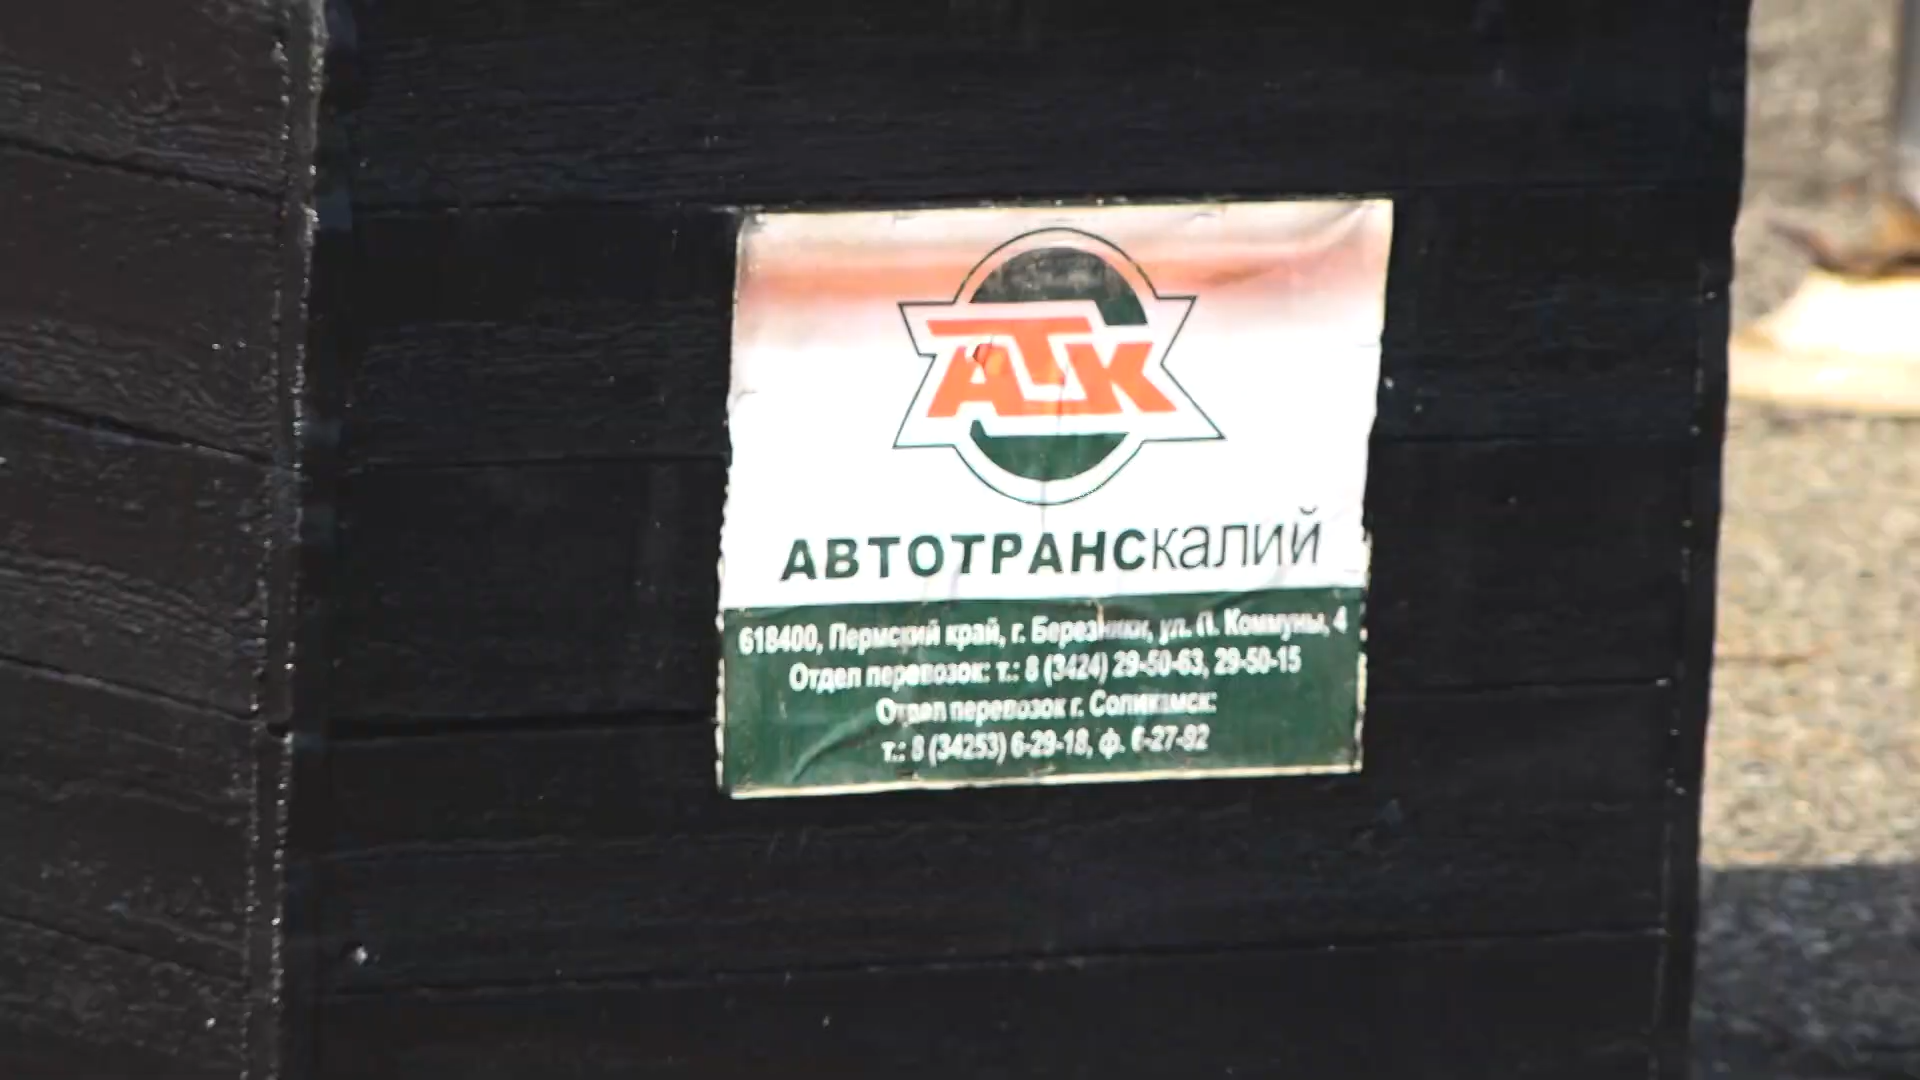 АТК
АВТОТРАНСКАЛИЙ
618400, Пермский край, г. Березники, ул. П. Коммуны, 4
Отдел перевозок: т.: 8 (3424) 29-50-63, 29-50-15
Отдел перевозок г. Соликамск:
т.: 8 (34253) 6-29-18, ф. 6-27-92